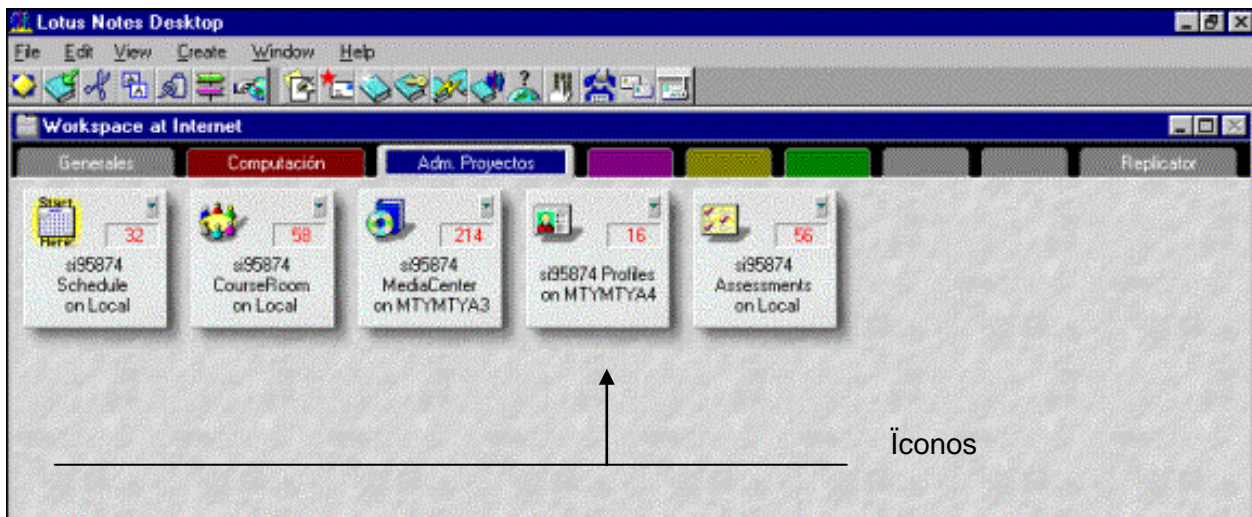 Lotus Notes Desktop
File Edit View Create Window Help
Workspace at Internet
Generales Computación Adm. Proyectos Replicator
Start
Here
32
si95874
Schedule
on Local
58
si95874
CourseRoom
on Local
214
si95874
MediaCenter
on MTYMTYA3
16
si95874 Profiles
on MTYMTYA4
56
si95874
Assessments
on Local
Ïconos